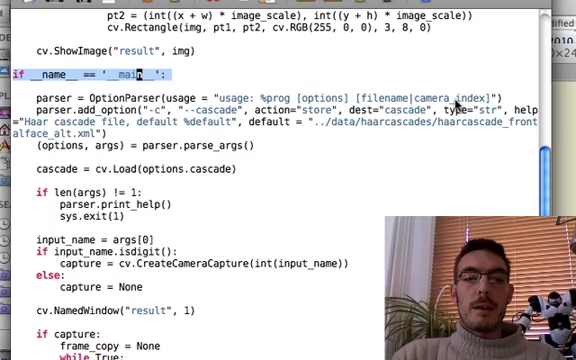 pt2 = (int((x + w) * image_scale), int((y + h) * image_scale))
cv.Rectangle(img, pt1, pt2, cv.RGB(255, 0, 0), 3, 8, 0)
cv.ShowImage("result", img)
if __name__ == '__main__':
parser = OptionParser(usage = "usage: %prog [options] [filename|camera_index]")
parser.add_option("-c", "--cascade", action="store", dest="cascade", type="str", help
="Haar cascade file, default %default", default = "../data/haarcascades/haarcascade_front
alface_alt.xml")
(options, args) = parser.parse_args()
cascade = cv.Load(options.cascade)
if len(args) != 1:
parser.print_help()
sys.exit(1)
input_name = args[0]
if input_name.isdigit():
capture = cv.CreateCameraCapture(int(input_name))
else:
capture = None
cv.NamedWindow("result", 1)
if capture:
frame_copy = None
while True: